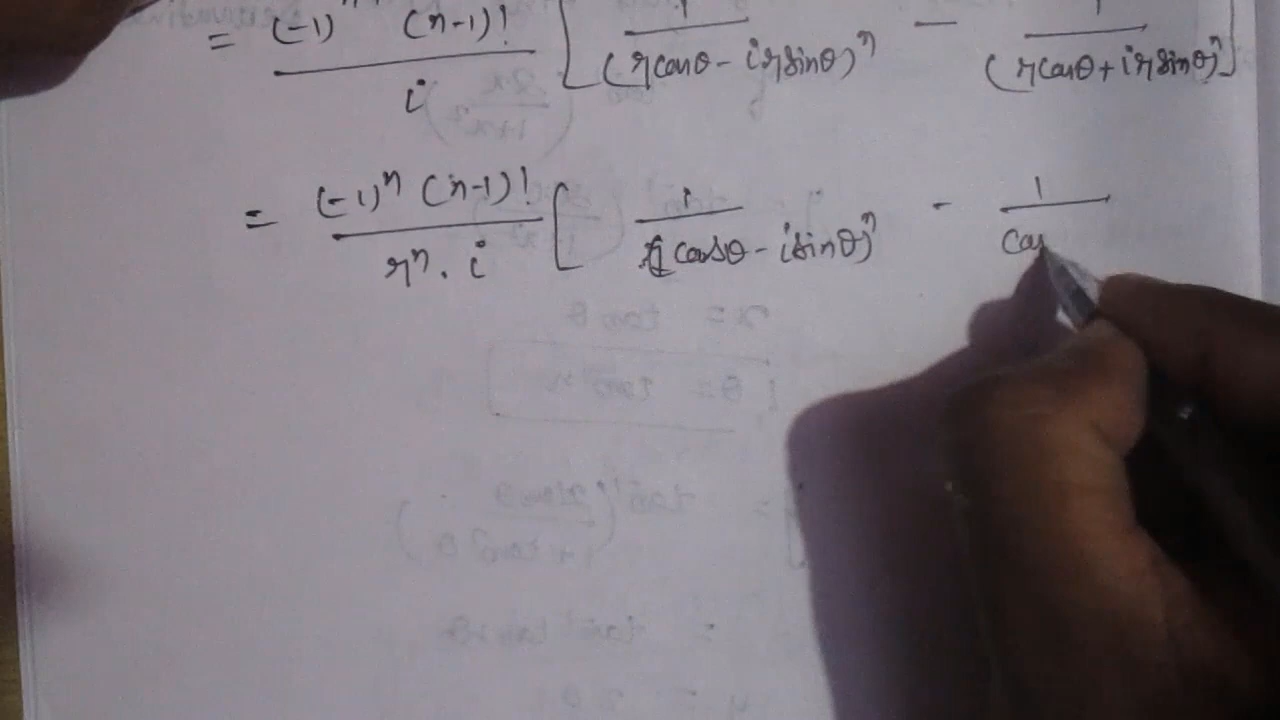 = (-1)ⁿ (n-1)! / i [ 1 / (r cosθ - i r sinθ)ⁿ - 1 / (r cosθ + i r sinθ)ⁿ ]
= (-1)ⁿ (n-1)! / rⁿ . i [ 1 / (cosθ - i sinθ)ⁿ - 1 / cos